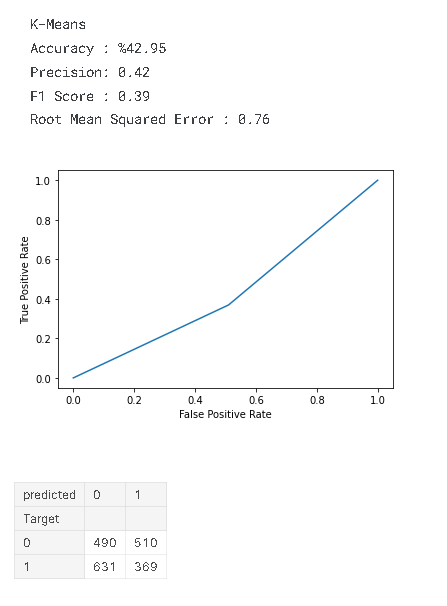 K-Means
Accuracy : %42.95
Precision: 0.42
F1 Score : 0.39
Root Mean Squared Error : 0.76
1.0
0.8
0.6
0.4
0.2
0.0
True Positive Rate
0.0 0.2 0.4 0.6 0.8 1.0
False Positive Rate
predicted 0 1
Target
0 490 510
1 631 369